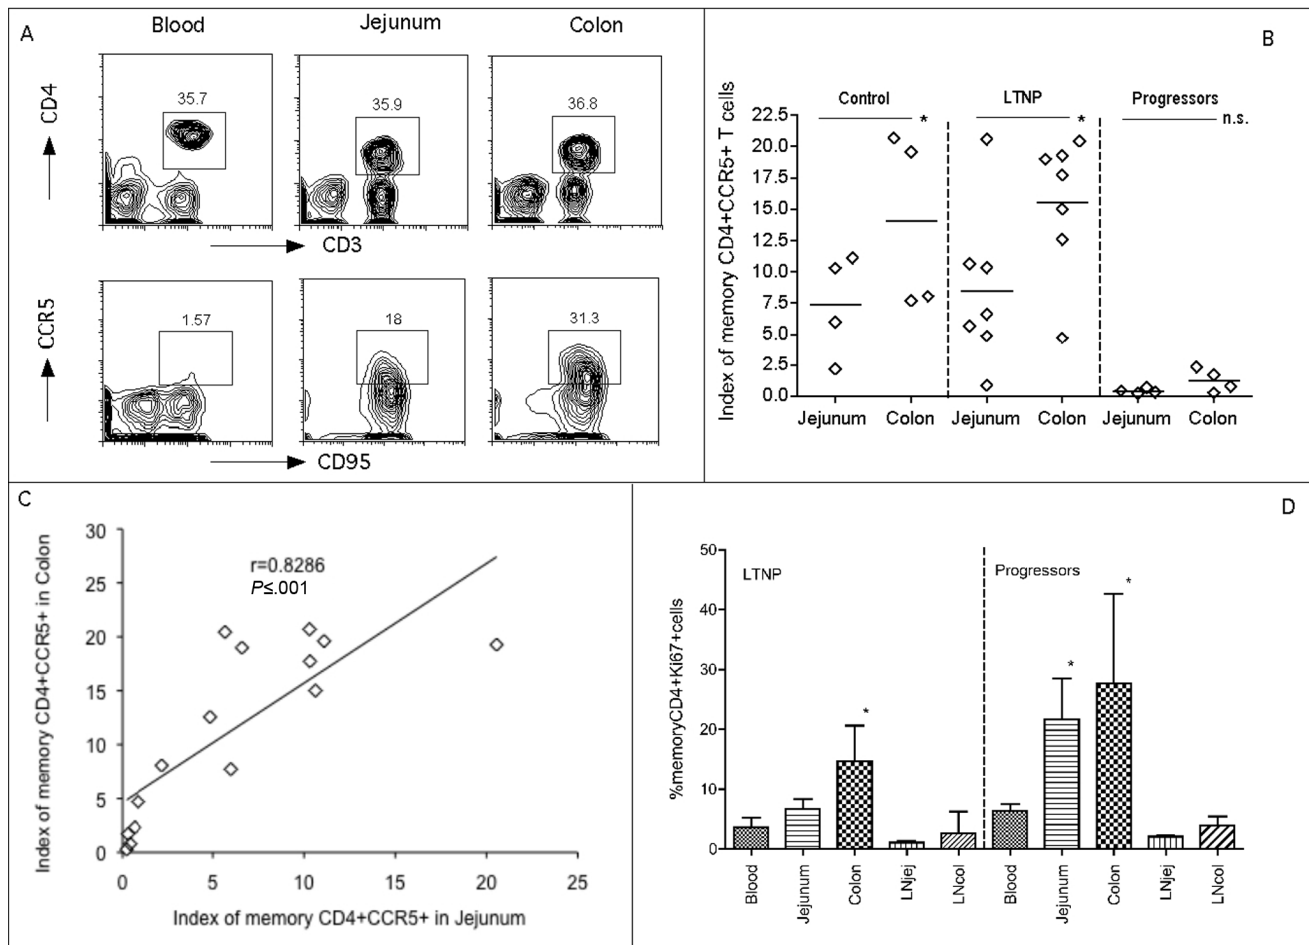 A
Blood
Jejunum
Colon
CD4
35.7
35.9
36.8
CD3
CCR5
1.57
18
31.3
CD95
B
Control
LTNP
Progressors
*
*
n.s.
Index of memory CD4+CCR5+ T cells
22.5
20.0
17.5
15.0
12.5
10.0
7.5
5.0
2.5
0.0
Jejunum
Colon
Jejunum
Colon
Jejunum
Colon
C
r=0.8286
P≤.001
Index of memory CD4+CCR5+ in Colon
30
25
20
15
10
5
0
0
5
10
15
20
25
Index of memory CD4+CCR5+ in Jejunum
D
LTNP
Progressors
*
*
*
%memoryCD4+Ki67+cells
50
40
30
20
10
0
Blood
Jejunum
Colon
LNjej
LNcol
Blood
Jejunum
Colon
LNjej
LNcol